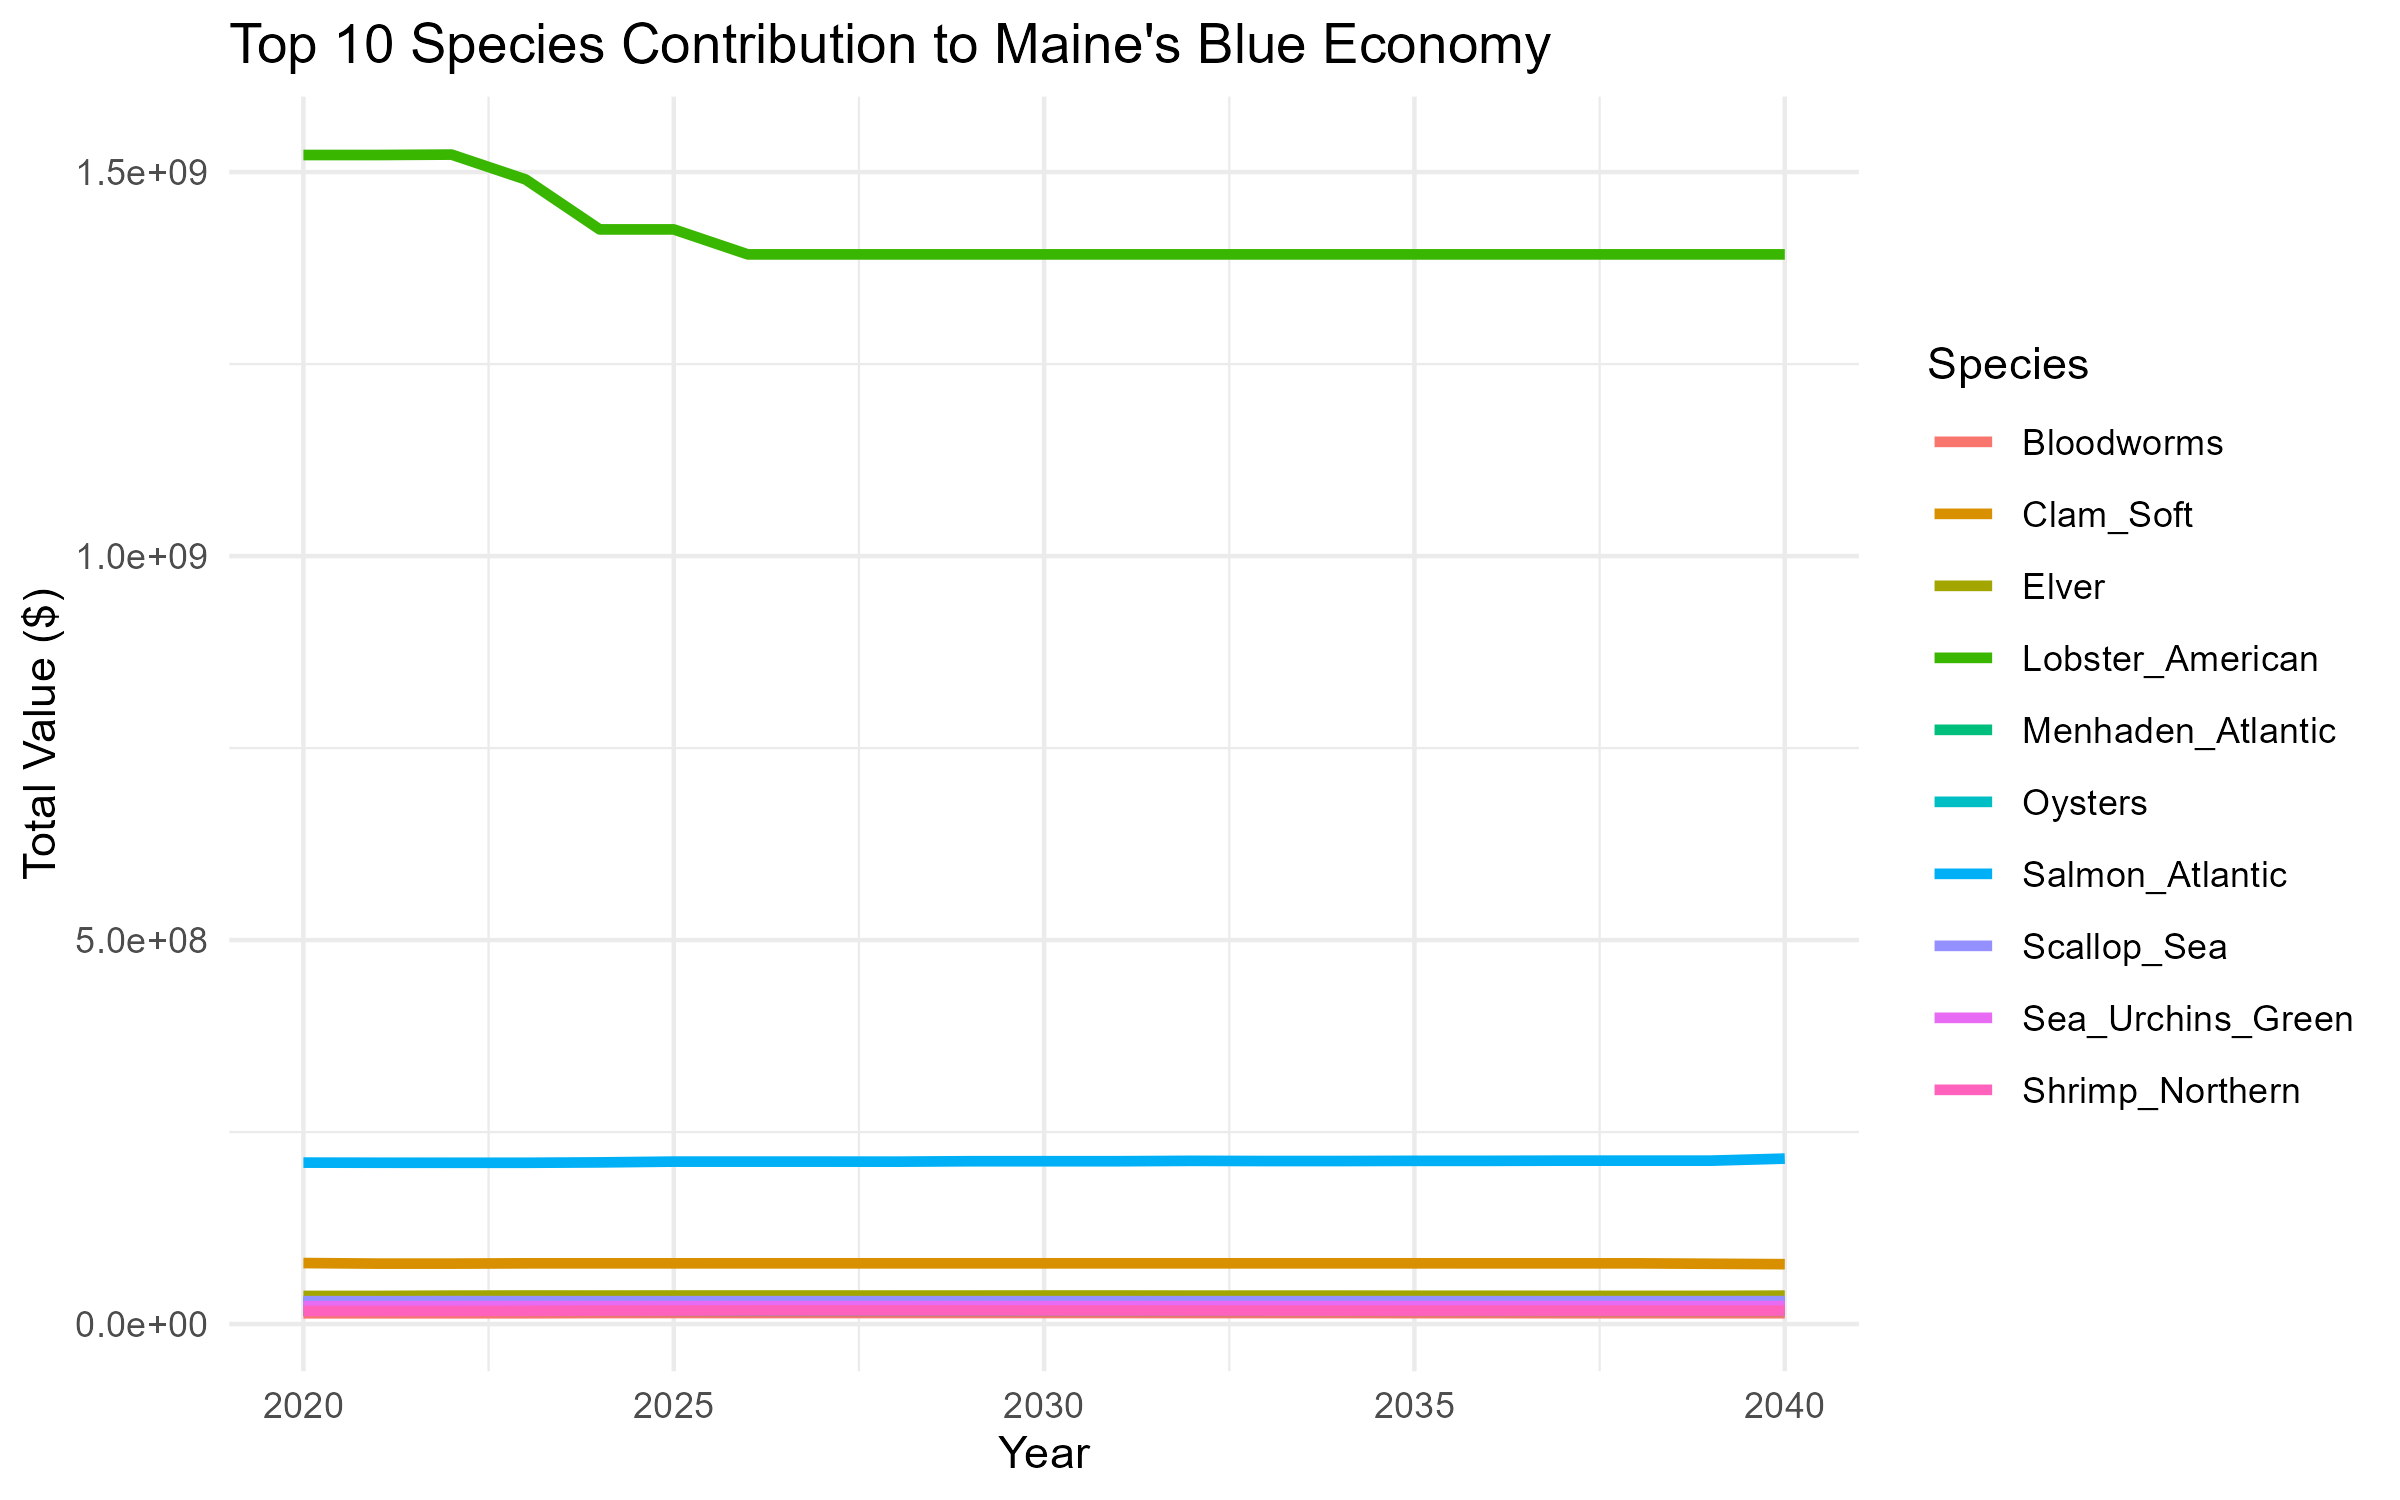 Top 10 Species Contribution to Maine's Blue Economy
Total Value ($)
1.5e+09
1.0e+09
5.0e+08
0.0e+00
2020 2025 2030 2035 2040
Year
Species
Bloodworms
Clam_Soft
Elver
Lobster_American
Menhaden_Atlantic
Oysters
Salmon_Atlantic
Scallop_Sea
Sea_Urchins_Green
Shrimp_Northern